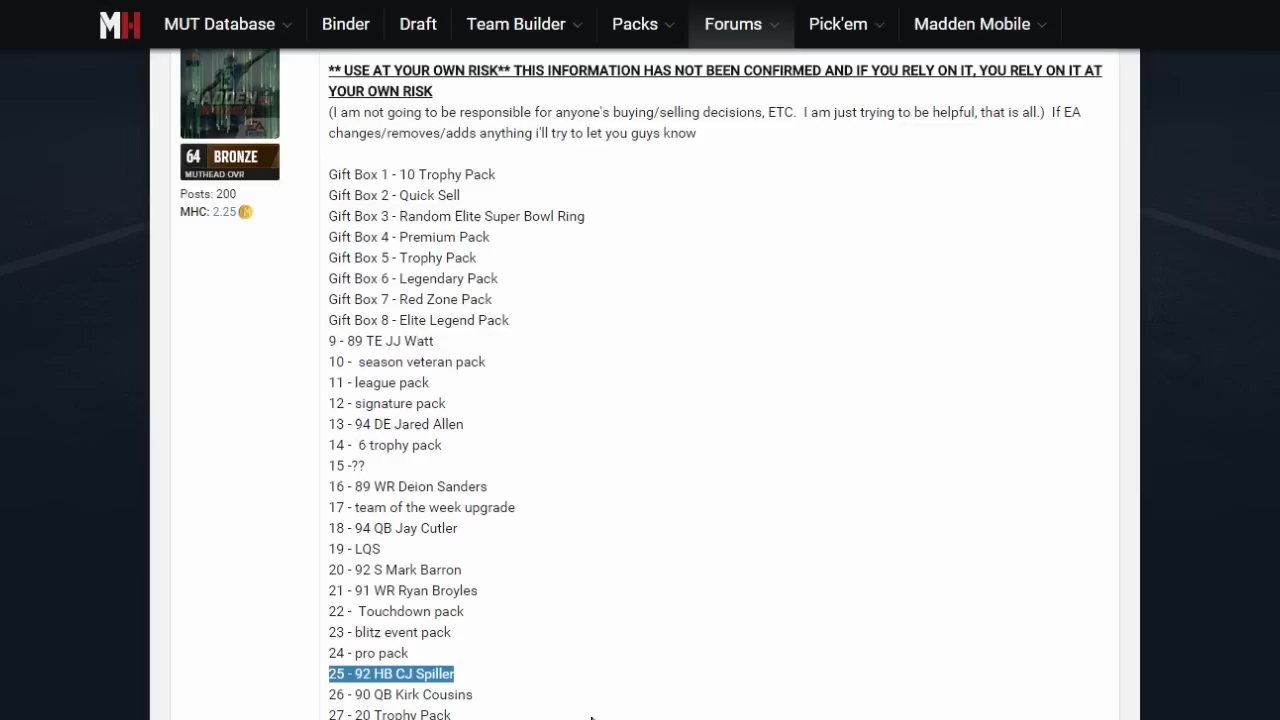 MH MUT Database Binder Draft Team Builder Packs Forums Pick'em Madden Mobile
MADDEN
64 BRONZE
MUTHEAD OVR
Posts: 200
MHC: 2.25
** USE AT YOUR OWN RISK** THIS INFORMATION HAS NOT BEEN CONFIRMED AND IF YOU RELY ON IT, YOU RELY ON IT AT
YOUR OWN RISK
(I am not going to be responsible for anyone's buying/selling decisions, ETC.  I am just trying to be helpful, that is all.)  If EA
changes/removes/adds anything i'll try to let you guys know
Gift Box 1 - 10 Trophy Pack
Gift Box 2 - Quick Sell
Gift Box 3 - Random Elite Super Bowl Ring
Gift Box 4 - Premium Pack
Gift Box 5 - Trophy Pack
Gift Box 6 - Legendary Pack
Gift Box 7 - Red Zone Pack
Gift Box 8 - Elite Legend Pack
9 - 89 TE JJ Watt
10 -  season veteran pack
11 - league pack
12 - signature pack
13 - 94 DE Jared Allen
14 -  6 trophy pack
15 -??
16 - 89 WR Deion Sanders
17 - team of the week upgrade
18 - 94 QB Jay Cutler
19 - LQS
20 - 92 S Mark Barron
21 - 91 WR Ryan Broyles
22 -  Touchdown pack
23 - blitz event pack
24 - pro pack
25 - 92 HB CJ Spiller
26 - 90 QB Kirk Cousins
27 - 20 Trophy Pack